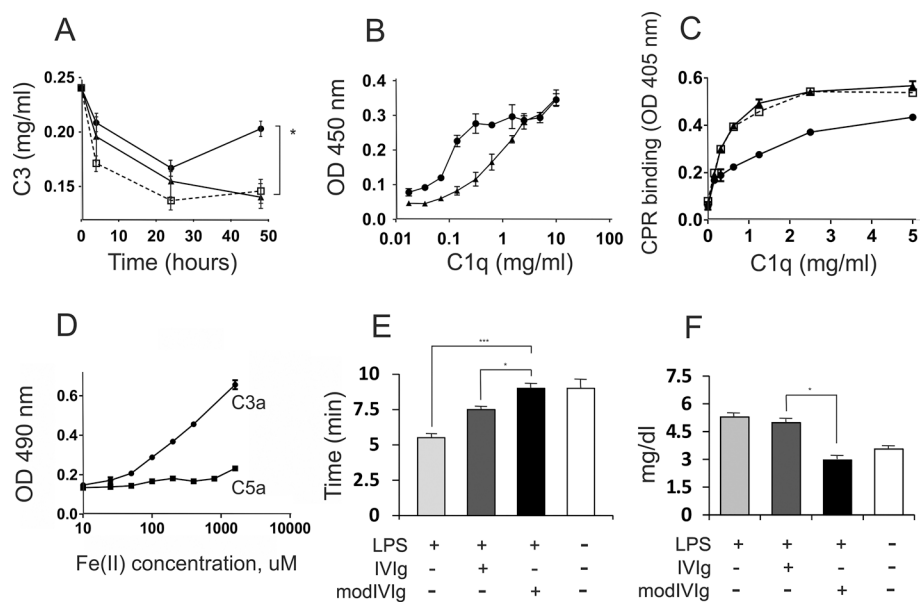 A
B
C
C3 (mg/ml)
0.25
0.20
0.15
0 10 20 30 40 50
Time (hours)
*
OD 450 nm
0.4
0.3
0.2
0.1
0.0
0.01 0.1 1 10 100
C1q (mg/ml)
CPR binding (OD 405 nm)
0.6
0.4
0.2
0.0
0 1 2 3 4 5
C1q (mg/ml)
D
E
F
OD 490 nm
0.6
0.4
0.2
0.0
C3a
C5a
10 100 1000 10000
Fe(II) concentration, uM
Time (min)
10
7.5
5
2.5
0
***
*
LPS + + + -
IVIg - + - -
modIVIg - - + -
mg/dl
7.5
6
4.5
3
1.5
0
*
LPS + + + -
IVIg - + - -
modIVIg - - + -